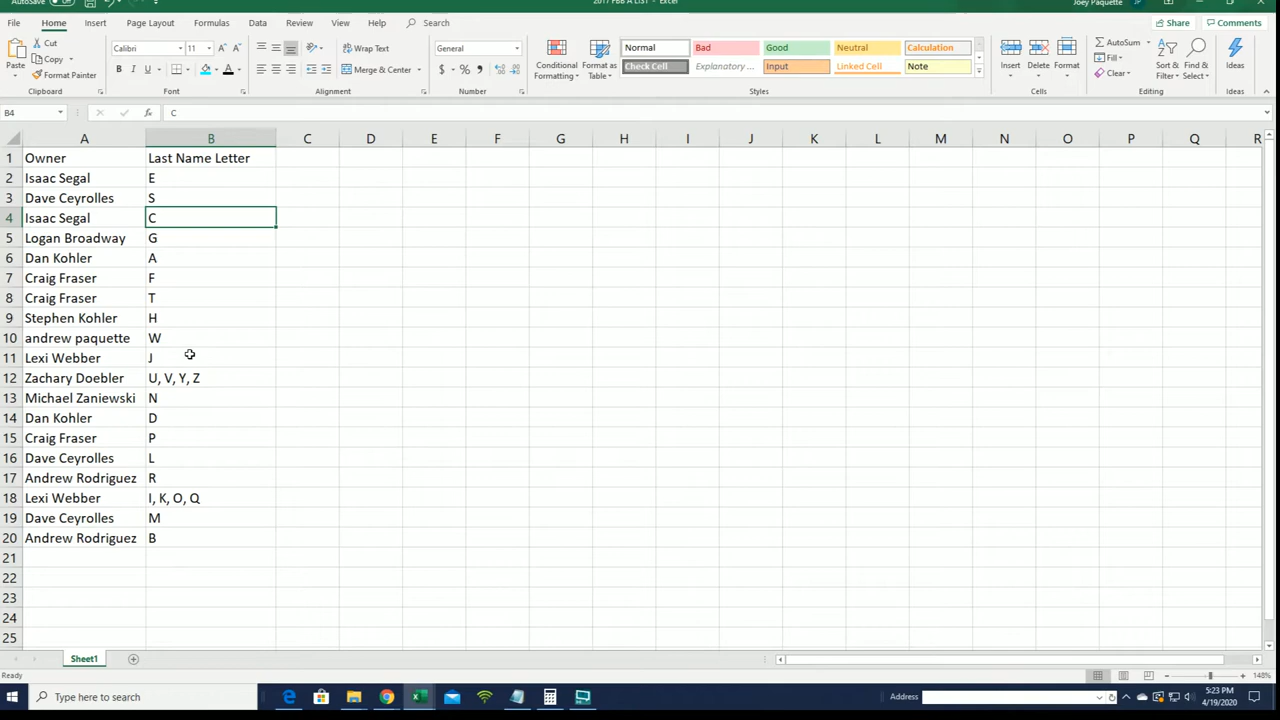 AutoSave
2017 FBB A LIST - Excel
Joey Paquette
JP
File Home Insert Page Layout Formulas Data Review View Help Search
Share Comments
Paste
Cut
Copy
Format Painter
Clipboard
Calibri 11
B I U
Font
Wrap Text
Merge & Center
Alignment
General
$ % ,
Number
Conditional Formatting
Format as Table
Normal Bad Good Neutral Calculation
Check Cell Explanatory ... Input Linked Cell Note
Styles
Insert Delete Format
Cells
AutoSum
Fill
Clear
Sort & Filter
Find & Select
Editing
Ideas
Ideas
B4 fx C
A B C D E F G H I J K L M N O P Q R
1 Owner Last Name Letter
2 Isaac Segal E
3 Dave Ceyrolles S
4 Isaac Segal C
5 Logan Broadway G
6 Dan Kohler A
7 Craig Fraser F
8 Craig Fraser T
9 Stephen Kohler H
10 andrew paquette W
11 Lexi Webber J
12 Zachary Doebler U, V, Y, Z
13 Michael Zaniewski N
14 Dan Kohler D
15 Craig Fraser P
16 Dave Ceyrolles L
17 Andrew Rodriguez R
18 Lexi Webber I, K, O, Q
19 Dave Ceyrolles M
20 Andrew Rodriguez B
21
22
23
24
25
Sheet1
Ready
148%
Type here to search
Address
5:23 PM
4/19/2020